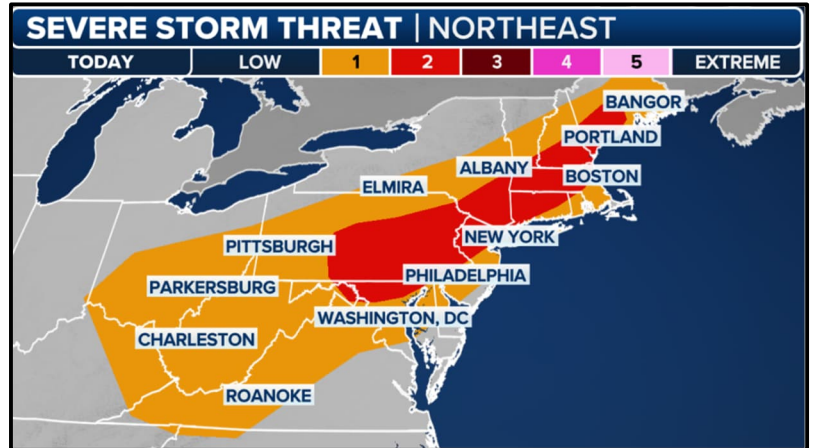 SEVERE STORM THREAT | NORTHEAST
TODAY LOW 1 2 3 4 5 EXTREME
BANGOR
PORTLAND
ALBANY
BOSTON
ELMIRA
NEW YORK
PITTSBURGH
PHILADELPHIA
PARKERSBURG
WASHINGTON, DC
CHARLESTON
ROANOKE